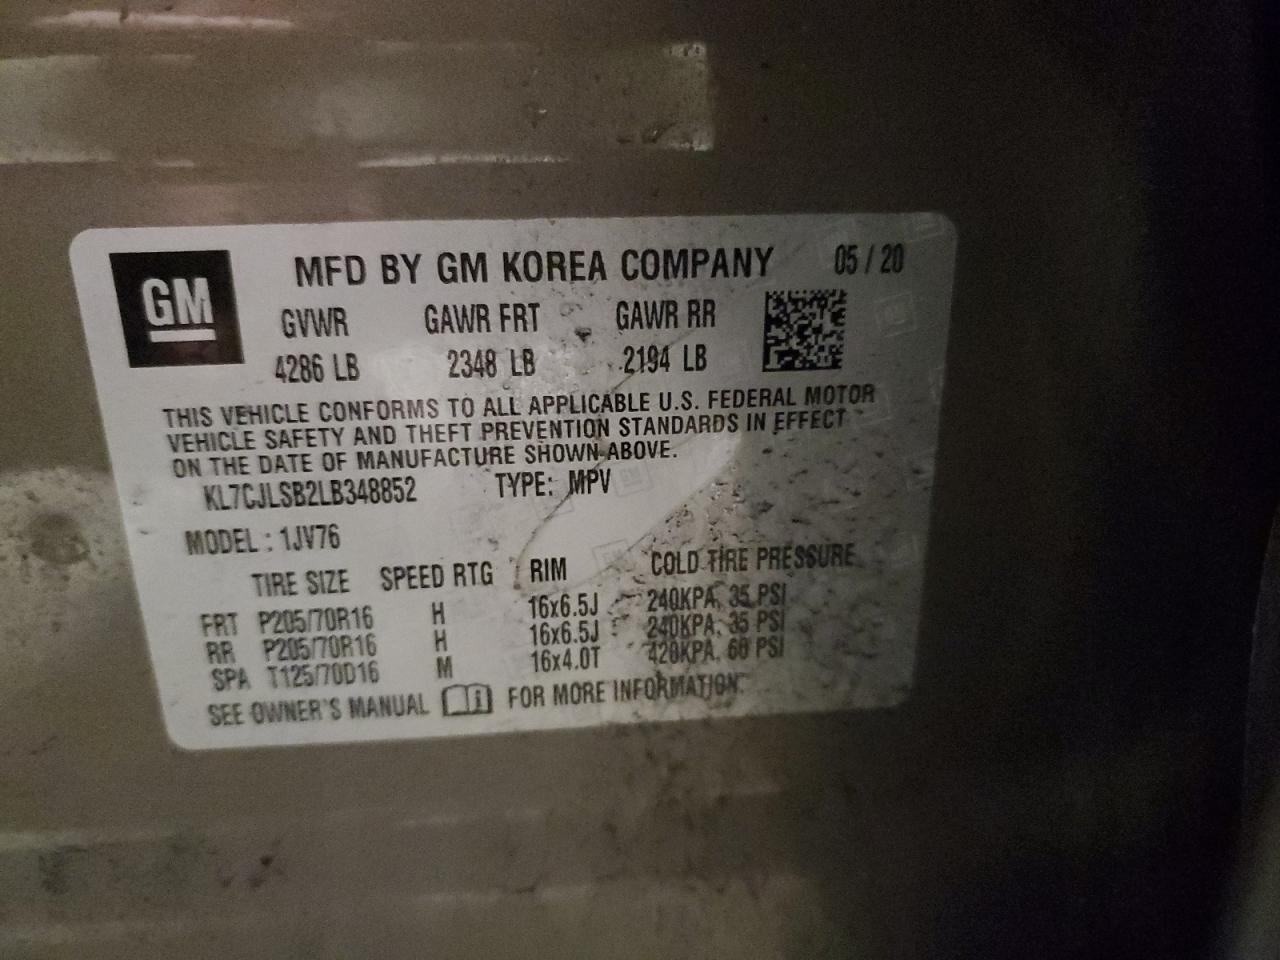 GM
MFD BY GM KOREA COMPANY 05 / 20
GVWR GAWR FRT GAWR RR
4286 LB 2348 LB 2194 LB
THIS VEHICLE CONFORMS TO ALL APPLICABLE U.S. FEDERAL MOTOR
VEHICLE SAFETY AND THEFT PREVENTION STANDARDS IN EFFECT
ON THE DATE OF MANUFACTURE SHOWN ABOVE.
KL7CJLSB2LB348852 TYPE: MPV
MODEL : 1JV76
TIRE SIZE SPEED RTG RIM COLD TIRE PRESSURE
FRT P205/70R16 H 16x6.5J 240KPA, 35 PSI
RR P205/70R16 H 16x6.5J 240KPA, 35 PSI
SPA T125/70D16 M 16x4.0T 420KPA, 60 PSI
SEE OWNER'S MANUAL FOR MORE INFORMATION.